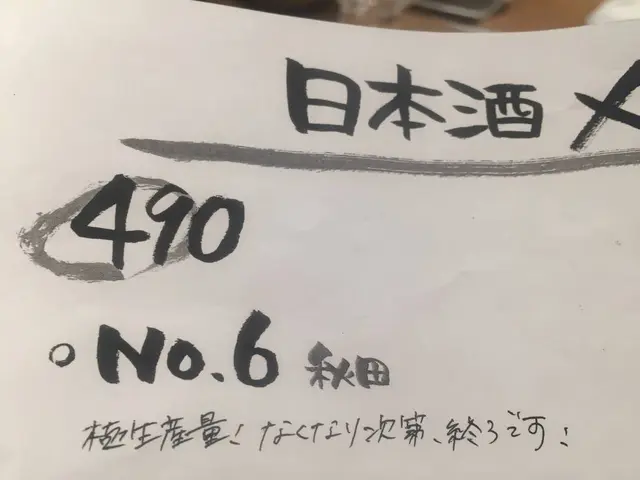 日本酒 メ
490
○No.6 秋田
極生産量!なくなり次第、終了です!